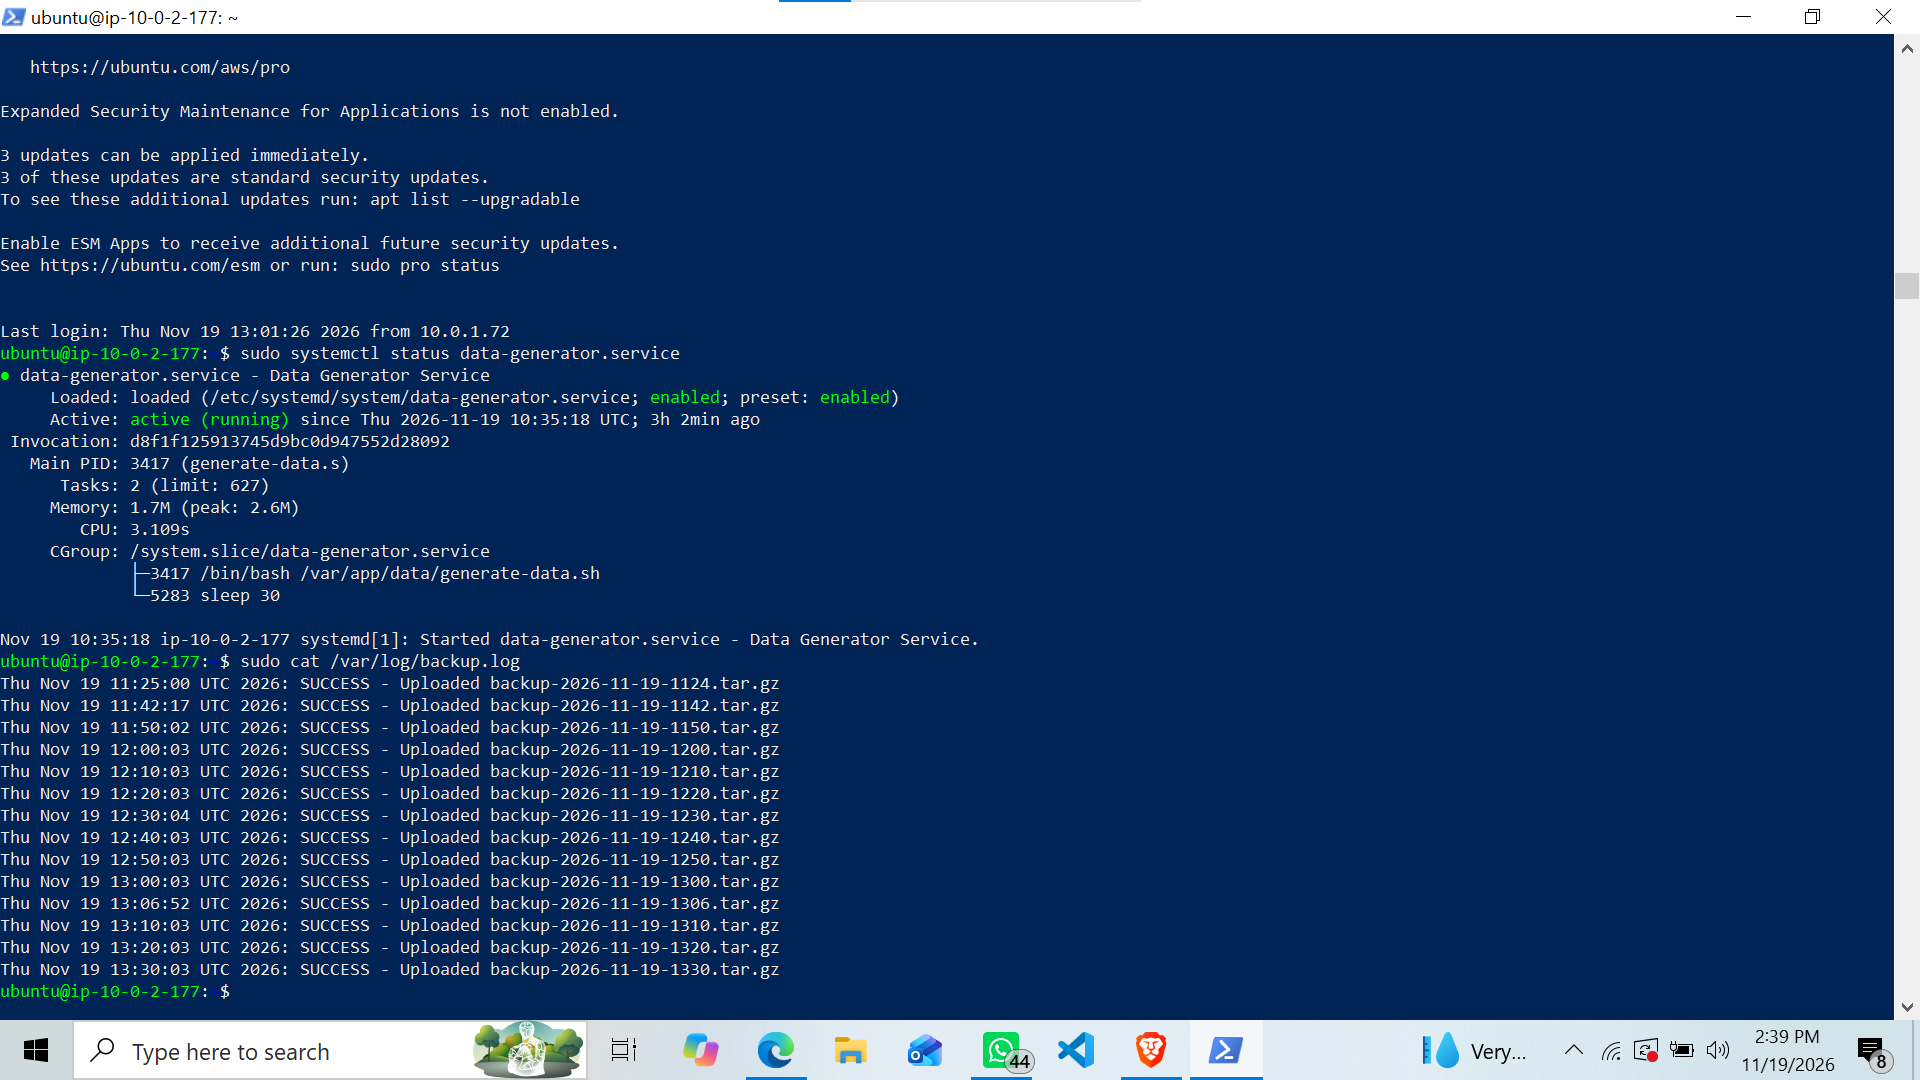 ubuntu@ip-10-0-2-177: ~
https://ubuntu.com/aws/pro
Expanded Security Maintenance for Applications is not enabled.
3 updates can be applied immediately.
3 of these updates are standard security updates.
To see these additional updates run: apt list --upgradable
Enable ESM Apps to receive additional future security updates.
See https://ubuntu.com/esm or run: sudo pro status
Last login: Thu Nov 19 13:01:26 2026 from 10.0.1.72
ubuntu@ip-10-0-2-177:~$ sudo systemctl status data-generator.service
● data-generator.service - Data Generator Service
Loaded: loaded (/etc/systemd/system/data-generator.service; enabled; preset: enabled)
Active: active (running) since Thu 2026-11-19 10:35:18 UTC; 3h 2min ago
Invocation: d8f1f125913745d9bc0d947552d28092
Main PID: 3417 (generate-data.s)
Tasks: 2 (limit: 627)
Memory: 1.7M (peak: 2.6M)
CPU: 3.109s
CGroup: /system.slice/data-generator.service
├─3417 /bin/bash /var/app/data/generate-data.sh
└─5283 sleep 30
Nov 19 10:35:18 ip-10-0-2-177 systemd[1]: Started data-generator.service - Data Generator Service.
ubuntu@ip-10-0-2-177:~$ sudo cat /var/log/backup.log
Thu Nov 19 11:25:00 UTC 2026: SUCCESS - Uploaded backup-2026-11-19-1124.tar.gz
Thu Nov 19 11:42:17 UTC 2026: SUCCESS - Uploaded backup-2026-11-19-1142.tar.gz
Thu Nov 19 11:50:02 UTC 2026: SUCCESS - Uploaded backup-2026-11-19-1150.tar.gz
Thu Nov 19 12:00:03 UTC 2026: SUCCESS - Uploaded backup-2026-11-19-1200.tar.gz
Thu Nov 19 12:10:03 UTC 2026: SUCCESS - Uploaded backup-2026-11-19-1210.tar.gz
Thu Nov 19 12:20:03 UTC 2026: SUCCESS - Uploaded backup-2026-11-19-1220.tar.gz
Thu Nov 19 12:30:04 UTC 2026: SUCCESS - Uploaded backup-2026-11-19-1230.tar.gz
Thu Nov 19 12:40:03 UTC 2026: SUCCESS - Uploaded backup-2026-11-19-1240.tar.gz
Thu Nov 19 12:50:03 UTC 2026: SUCCESS - Uploaded backup-2026-11-19-1250.tar.gz
Thu Nov 19 13:00:03 UTC 2026: SUCCESS - Uploaded backup-2026-11-19-1300.tar.gz
Thu Nov 19 13:06:52 UTC 2026: SUCCESS - Uploaded backup-2026-11-19-1306.tar.gz
Thu Nov 19 13:10:03 UTC 2026: SUCCESS - Uploaded backup-2026-11-19-1310.tar.gz
Thu Nov 19 13:20:03 UTC 2026: SUCCESS - Uploaded backup-2026-11-19-1320.tar.gz
Thu Nov 19 13:30:03 UTC 2026: SUCCESS - Uploaded backup-2026-11-19-1330.tar.gz
ubuntu@ip-10-0-2-177:~$
Type here to search
44
Very...
2:39 PM
11/19/2026
8